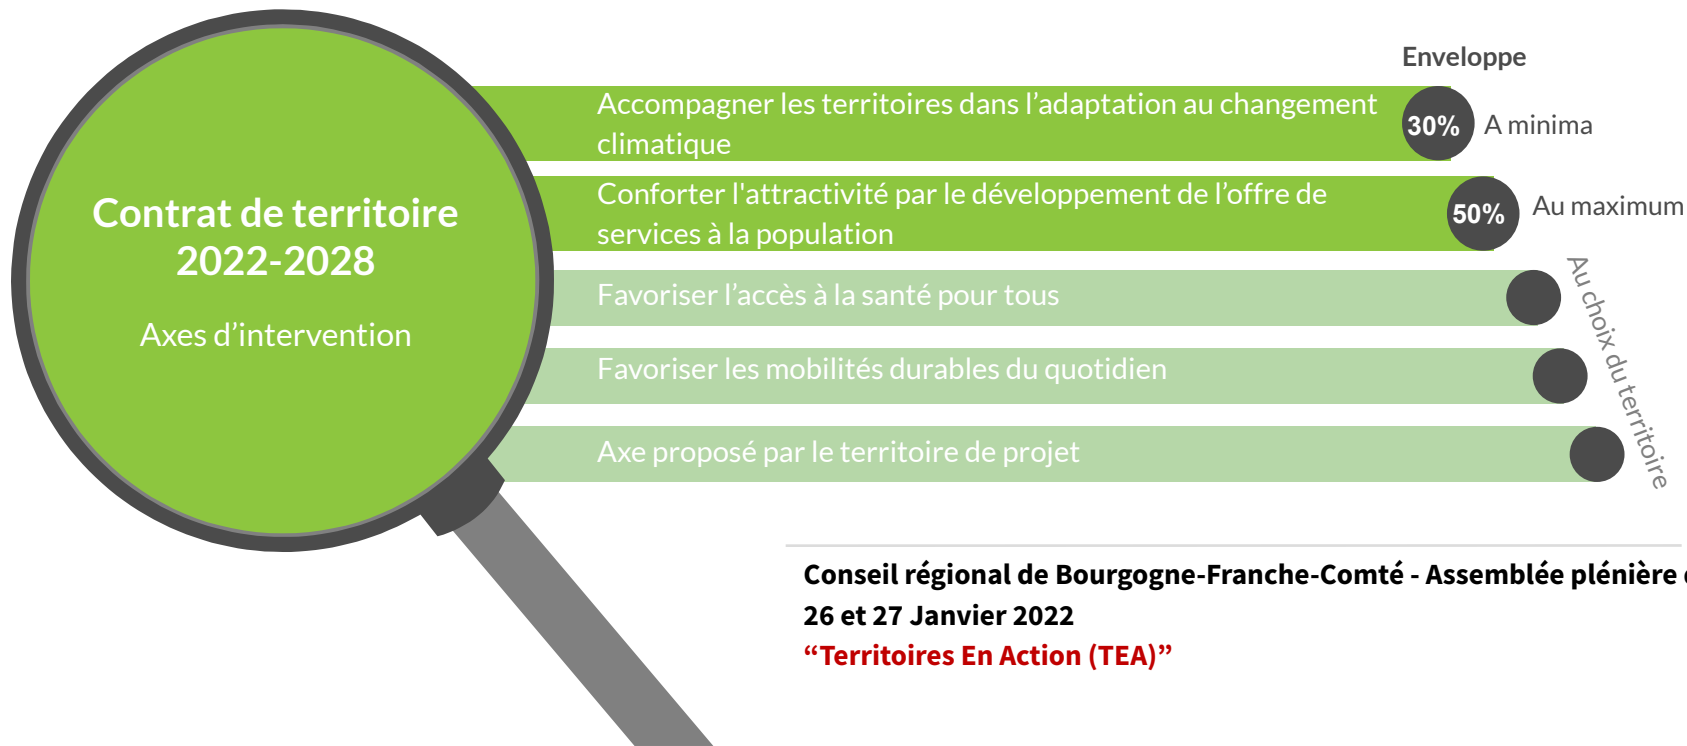 Contrat de territoire
2022-2028
Axes d’intervention
Enveloppe
Accompagner les territoires dans l’adaptation au changement
climatique
30%
A minima
Conforter l'attractivité par le développement de l’offre de
services à la population
50%
Au maximum
Favoriser l’accès à la santé pour tous
Favoriser les mobilités durables du quotidien
Axe proposé par le territoire de projet
Au choix du territoire
Conseil régional de Bourgogne-Franche-Comté - Assemblée plénière
26 et 27 Janvier 2022
“Territoires En Action (TEA)”